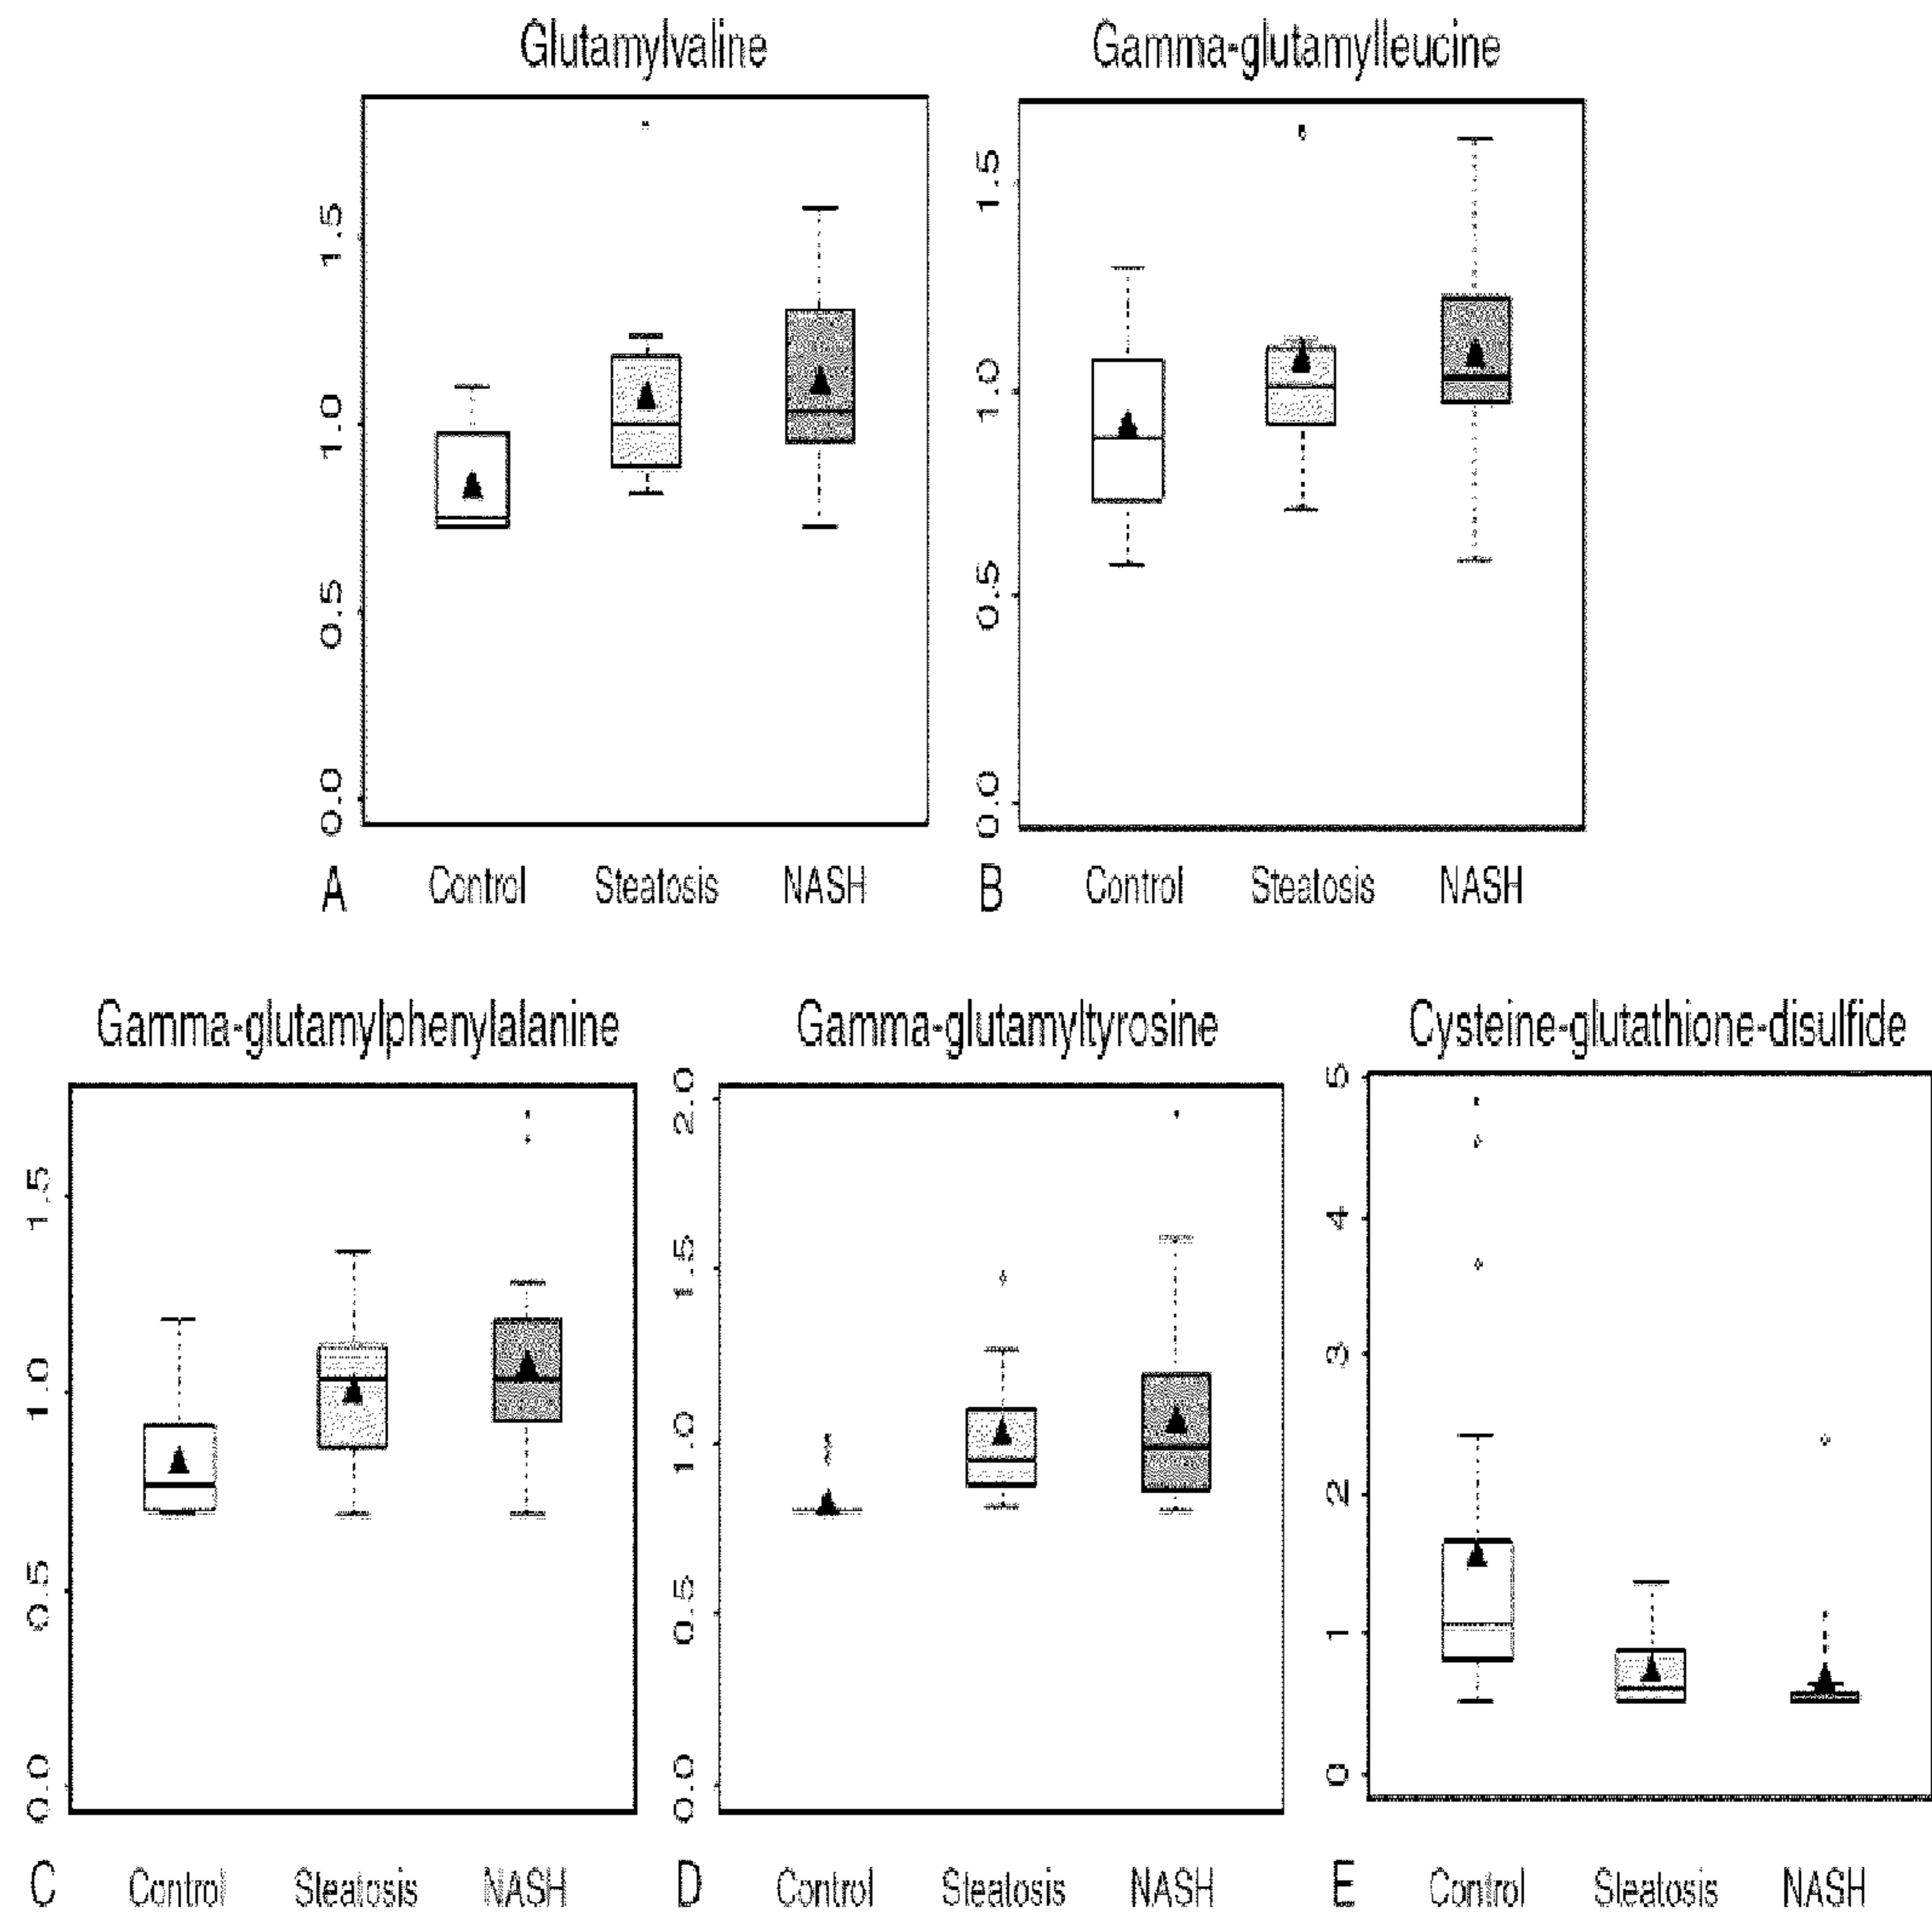 Glutamylvaline
1.5
1.0
0.5
0.0
A Control Steatosis NASH
Gamma-glutamylleucine
1.5
1.0
0.5
0.0
B Control Steatosis NASH
Gamma-glutamylphenylalanine
1.5
1.0
0.5
0.0
C Control Steatosis NASH
Gamma-glutamyltyrosine
2.0
1.5
1.0
0.5
0.0
D Control Steatosis NASH
Cysteine-glutathione-disulfide
5
4
3
2
1
0
E Control Steatosis NASH